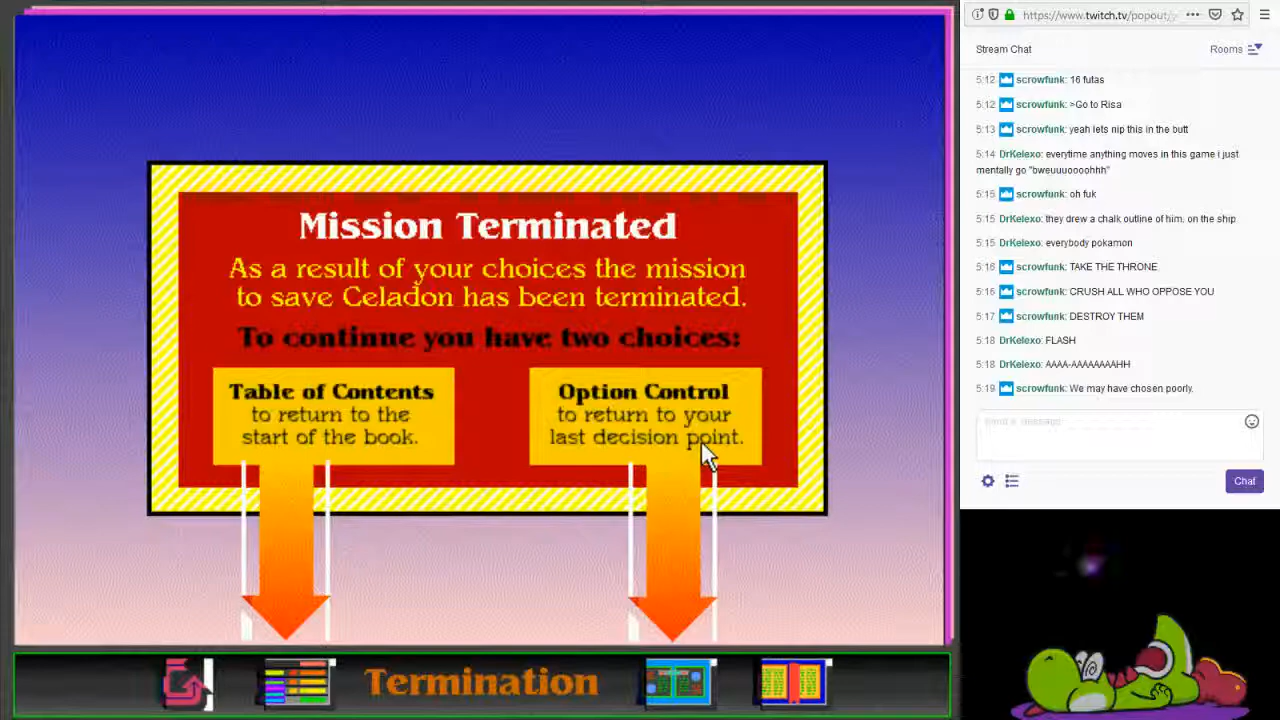 Mission Terminated
As a result of your choices the mission
to save Celadon has been terminated.
To continue you have two choices:
Table of Contents
to return to the
start of the book.
Option Control
to return to your
last decision point.
Termination
https://www.twitch.tv/popout/
Stream Chat
Rooms
5:12 scrowfunk: 16 futas
5:12 scrowfunk: >Go to Risa
5:13 scrowfunk: yeah lets nip this in the butt
5:14 DrKelexo: everytime anything moves in this game i just
mentally go "bweuuuooohhh"
5:15 scrowfunk: oh fuk
5:15 DrKelexo: they drew a chalk outline of him. on the ship
5:15 DrKelexo: everybody pokamon
5:16 scrowfunk: TAKE THE THRONE
5:16 scrowfunk: CRUSH ALL WHO OPPOSE YOU
5:17 scrowfunk: DESTROY THEM
5:18 DrKelexo: FLASH
5:18 DrKelexo: AAAA-AAAAAAAAHH
5:19 scrowfunk: We may have chosen poorly.
Send a message
Chat